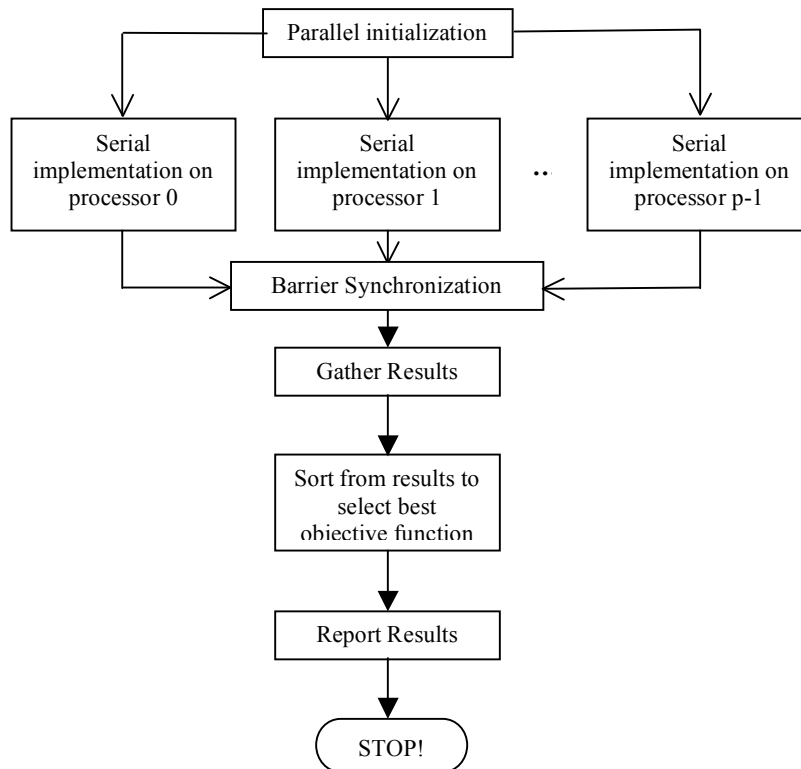 Parallel initialization
Serial
implementation on
processor 0
Serial
implementation on
processor 1
..
Serial
implementation on
processor p-1
Barrier Synchronization
Gather Results
Sort from results to
select best
objective function
Report Results
STOP!